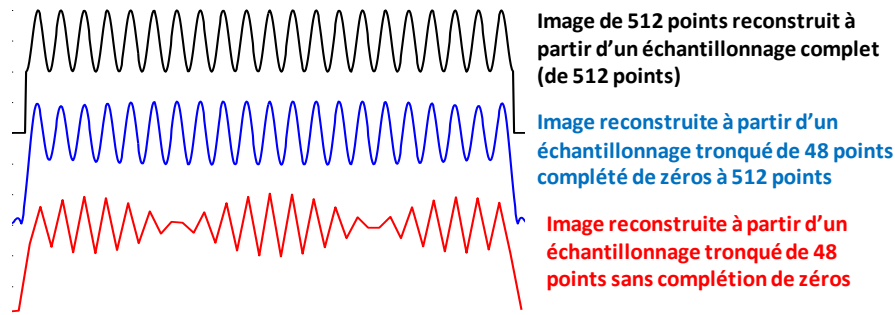 Image de 512 points reconstruit à
partir d'un échantillonnage complet
(de 512 points)
Image reconstruite à partir d'un
échantillonnage tronqué de 48 points
complété de zéros à 512 points
Image reconstruite à partir d'un
échantillonnage tronqué de 48
points sans complétion de zéros